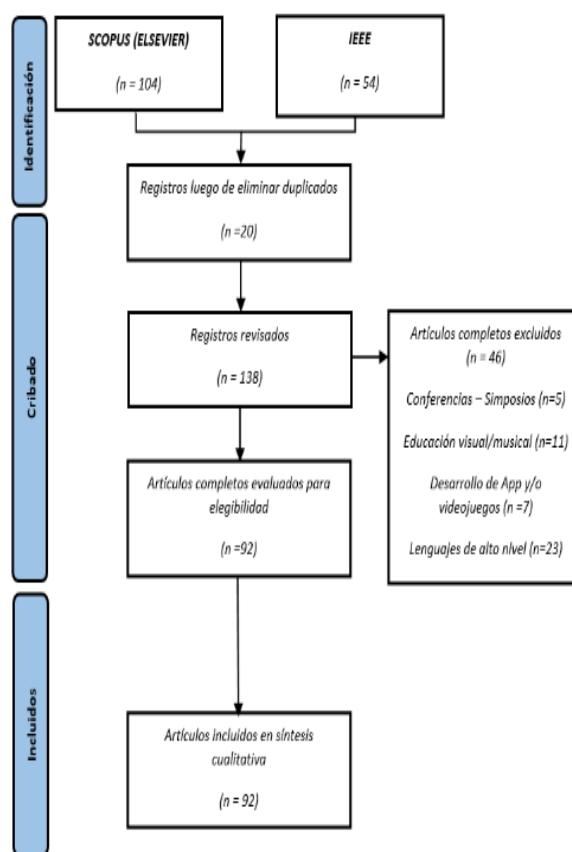 Identificación
SCOPUS (ELSEVIER)
(n = 104)
IEEE
(n = 54)
Registros luego de eliminar duplicados
(n =20)
Cribado
Registros revisados
(n = 138)
Artículos completos excluidos
(n = 46)
Conferencias – Simposios (n=5)
Educación visual/musical (n=11)
Desarrollo de App y/o
videojuegos (n =7)
Lenguajes de alto nivel (n=23)
Artículos completos evaluados para
elegibilidad
(n =92)
Incluidos
Artículos incluidos en síntesis
cualitativa
(n = 92)